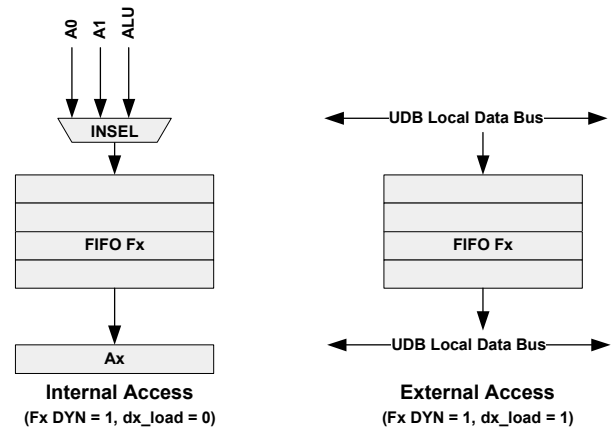 A0
A1
ALU
INSEL
FIFO Fx
Ax
Internal Access
(Fx DYN = 1, dx_load = 0)
UDB Local Data Bus
FIFO Fx
UDB Local Data Bus
External Access
(Fx DYN = 1, dx_load = 1)